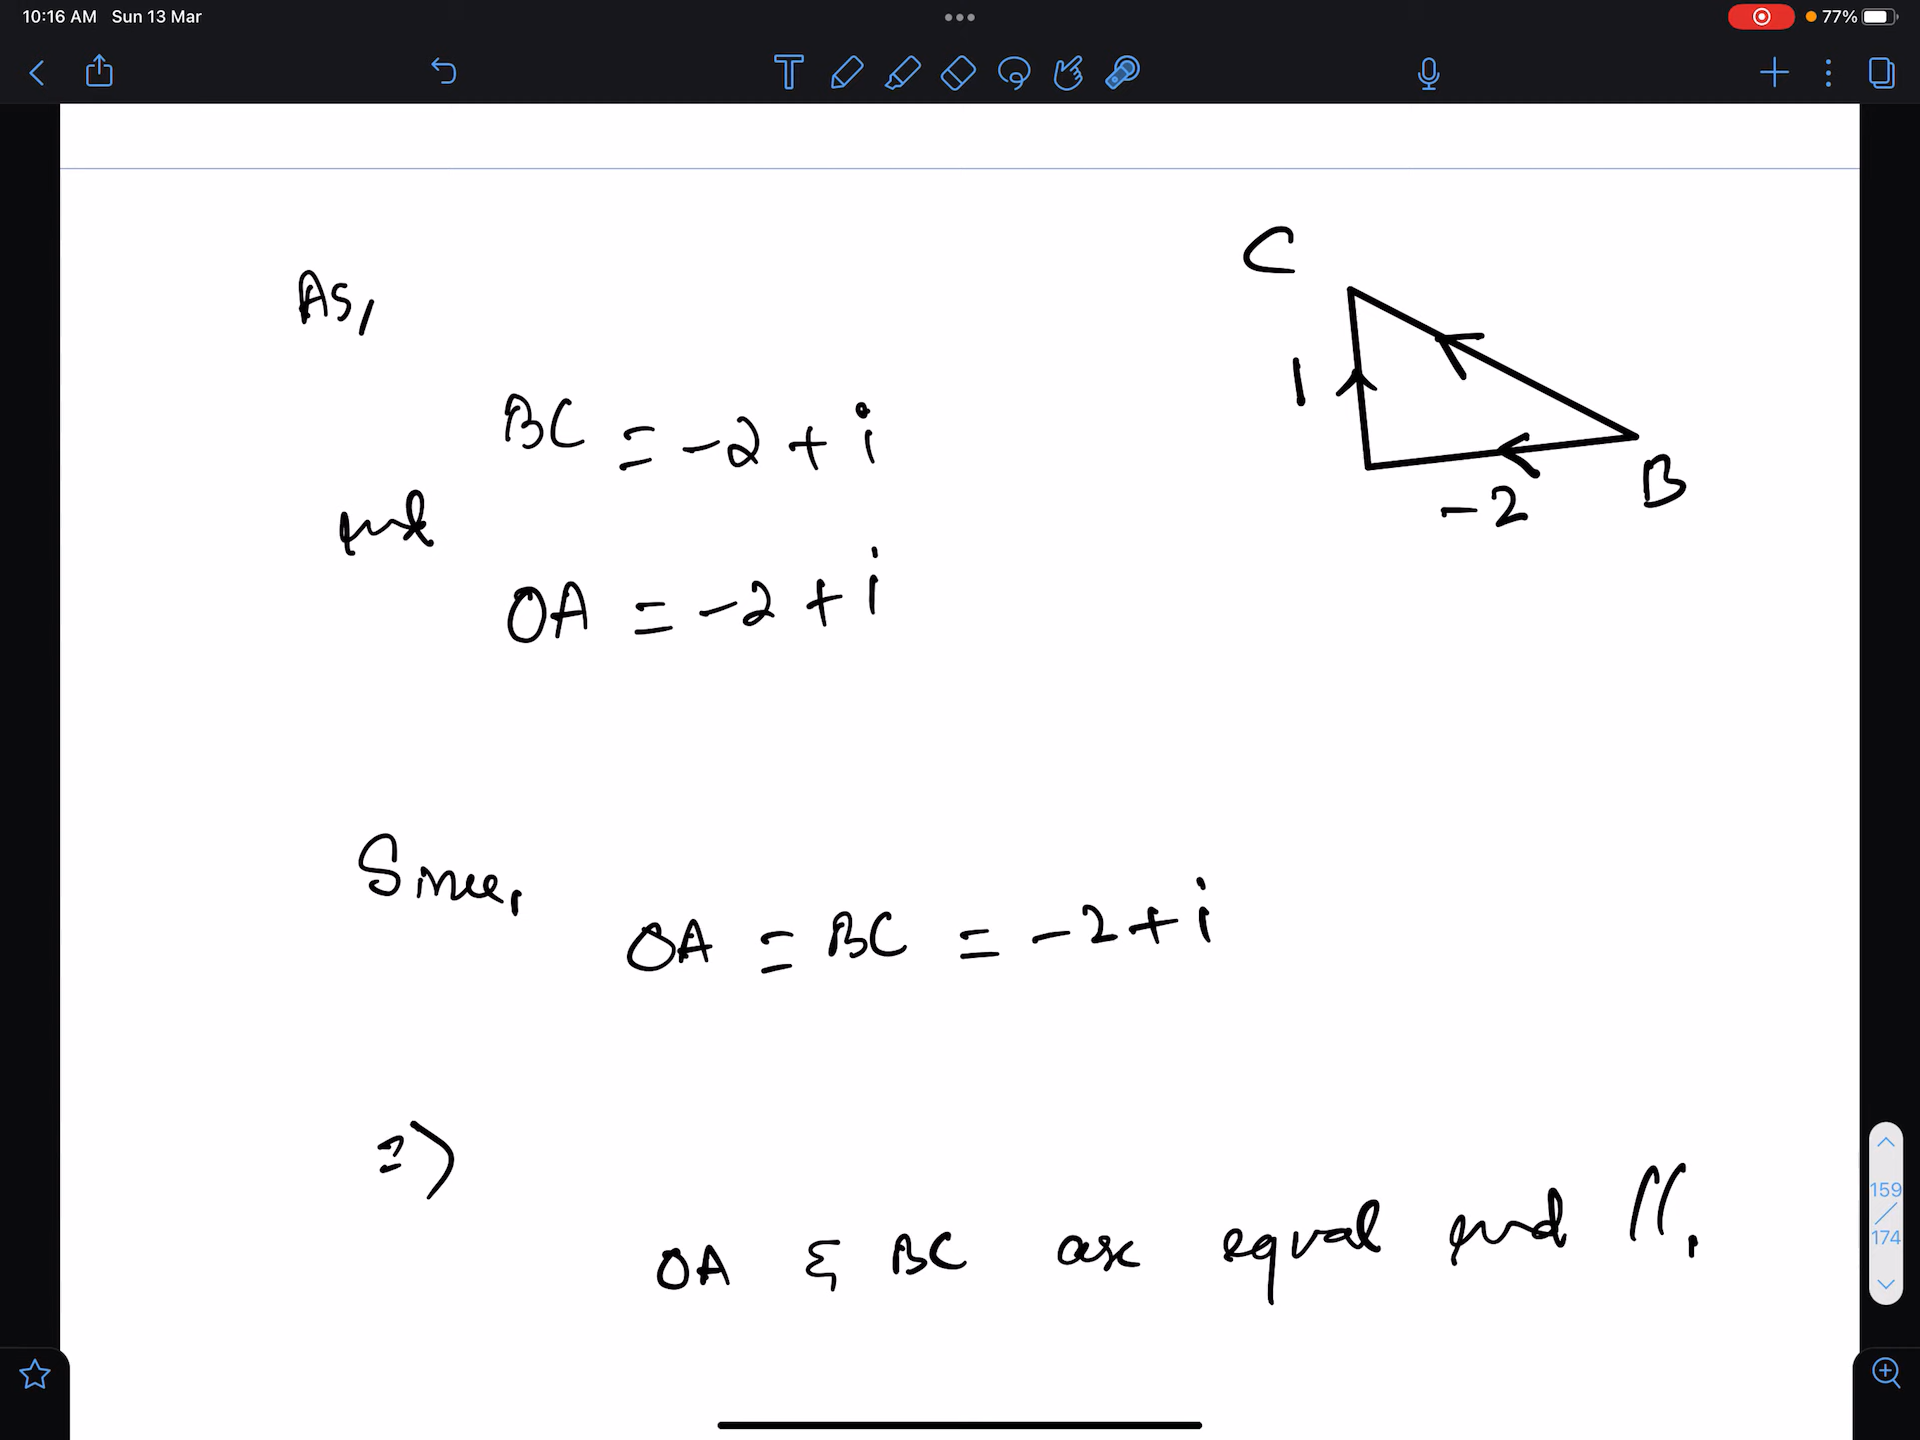 10:16 AM Sun 13 Mar
77%
As,
C
1
BC = -2 + i
-2
B
and
OA = -2 + i
Since,
OA = BC = -2 + i
=>
OA & BC are equal and //.
159
/
174